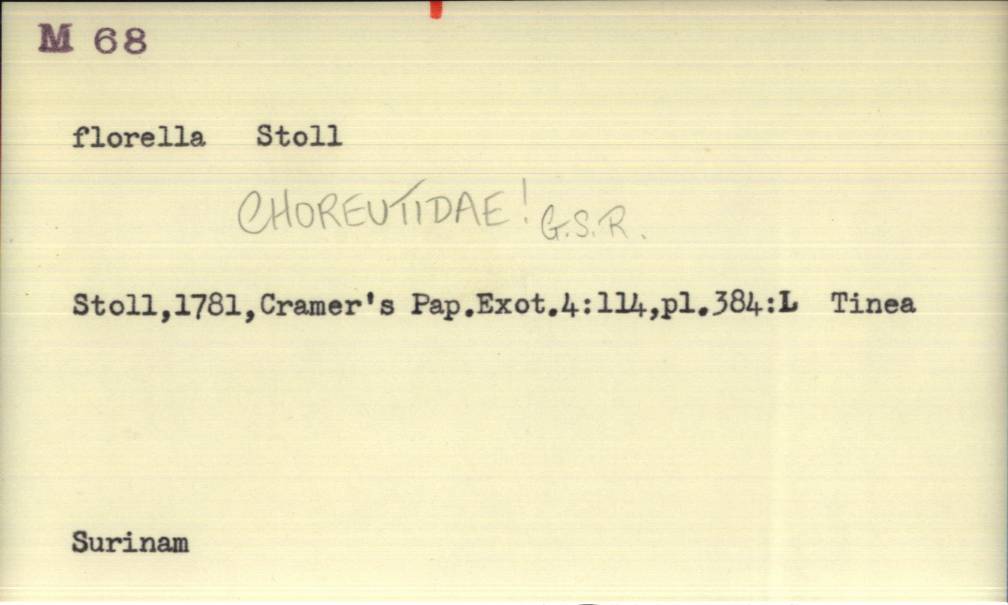 M 68
florella Stoll
CHOREUTIDAE! G.S.R.
Stoll,1781,Cramer's Pap.Exot.4:114,pl.384:L Tinea
Surinam